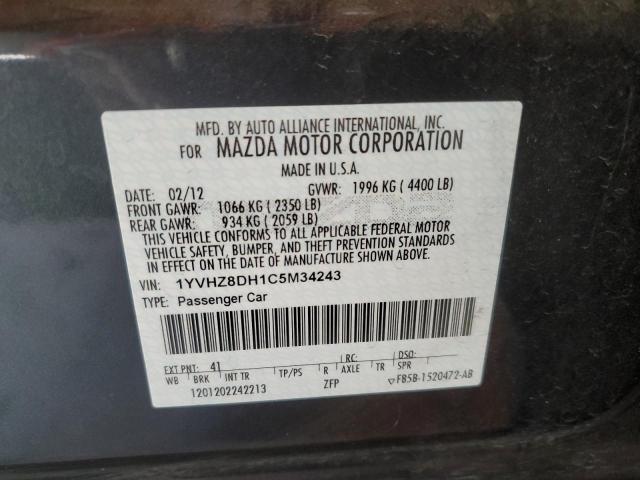 MFD. BY AUTO ALLIANCE INTERNATIONAL, INC.
FOR MAZDA MOTOR CORPORATION
MADE IN U.S.A.
DATE: 02/12 GVWR: 1996 KG ( 4400 LB)
FRONT GAWR: 1066 KG ( 2350 LB)
REAR GAWR: 934 KG ( 2059 LB)
THIS VEHICLE CONFORMS TO ALL APPLICABLE FEDERAL MOTOR
VEHICLE SAFETY, BUMPER, AND THEFT PREVENTION STANDARDS
IN EFFECT ON THE DATE OF MANUFACTURE SHOWN ABOVE.
VIN: 1YVHZ8DH1C5M34243
TYPE: Passenger Car
EXT PNT: 41 RC: DSO:
WB BRK INT TR TP/PS R AXLE TR SPR
1201202242213 ZFP F85B-1520472-AB